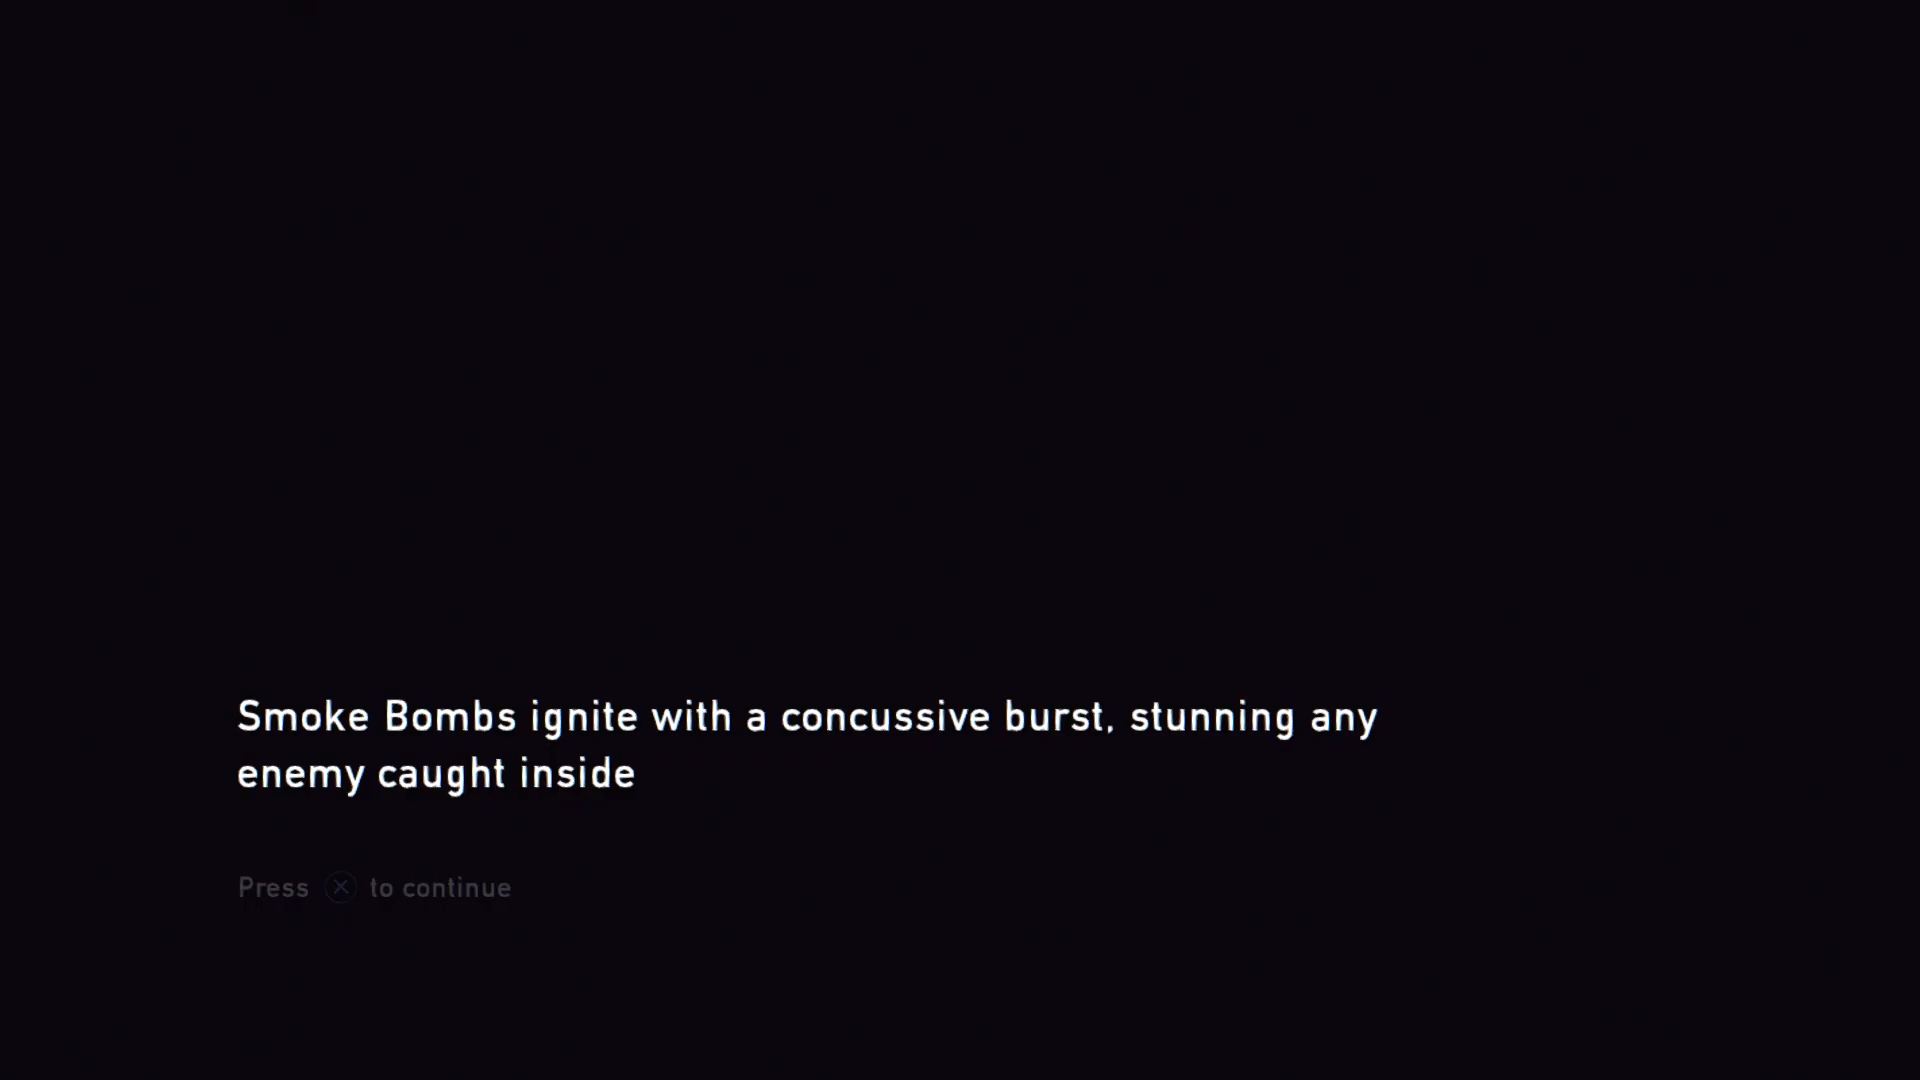 Smoke Bombs ignite with a concussive burst, stunning any
enemy caught inside
Press ⊗ to continue